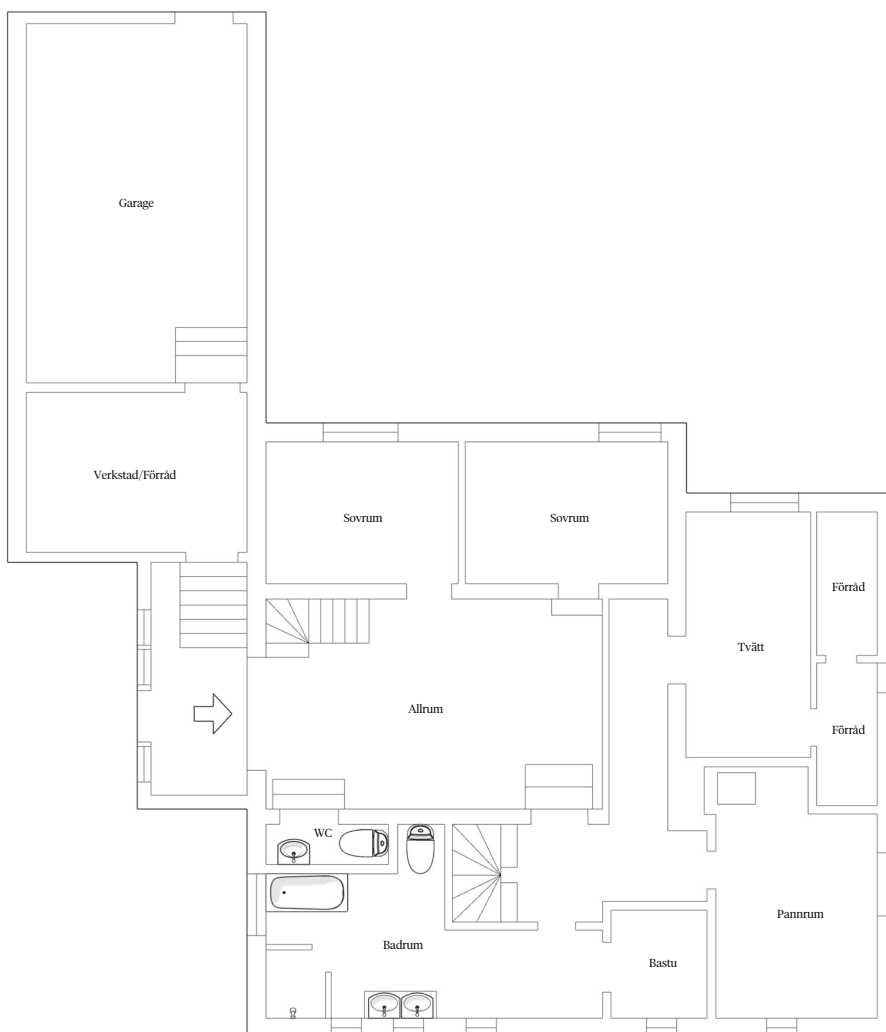 Garage
Verkstad/Förråd
Sovrum
Sovrum
Förråd
Tvätt
Allrum
Förråd
WC
Pannrum
Badrum
Bastu